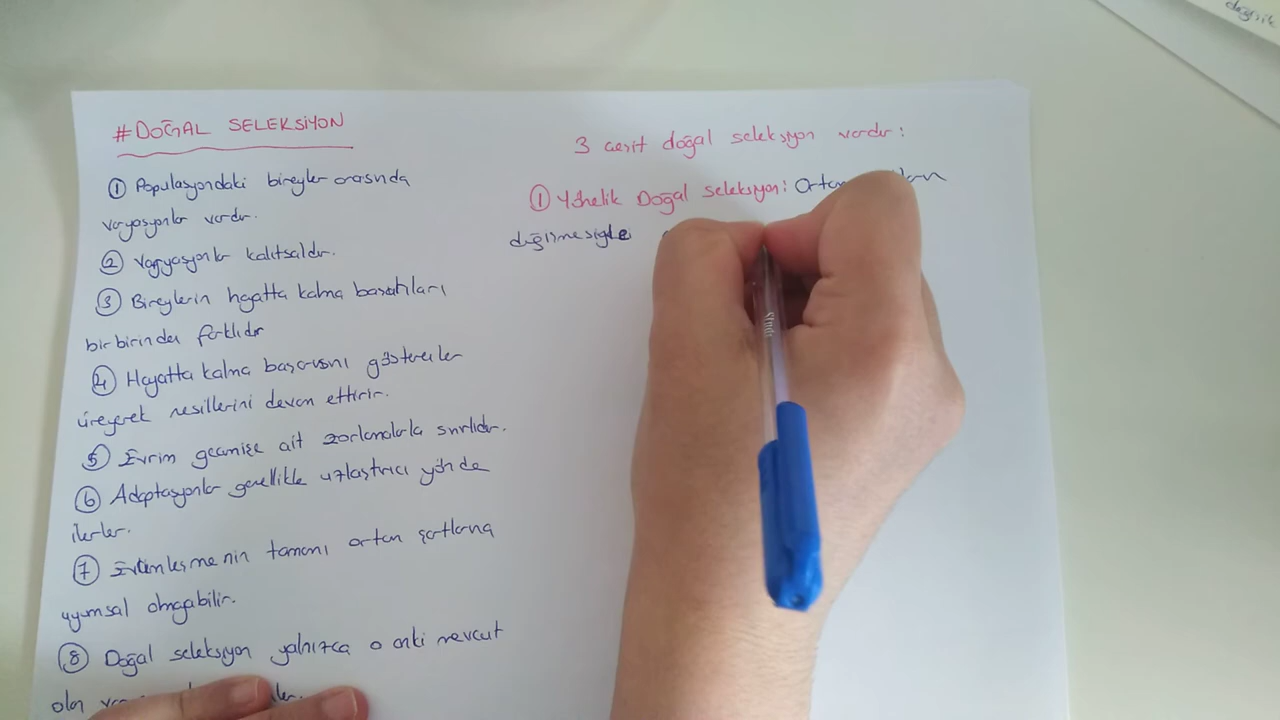 #DOĞAL SELEKSİYON
① Populasyondaki bireyler arasında
varyasyonlar vardır.
② Varyasyonlar kalıtsaldır.
③ Bireylerin hayatta kalma başarıları
birbirinden farklıdır
④ Hayatta kalma başarısını gösterenler
üreyerek nesillerini devam ettirir.
⑤ Evrim geçmişe ait zorlamalarla sınırlıdır.
⑥ Adaptasyonlar genellikle uzlaştırıcı yönde
ilerler.
⑦ Evrimleşmenin tamamı ortam şartlarına
uyumsal olmayabilir.
⑧ Doğal seleksiyon yalnızca o anki mevcut
olan
3 çeşit doğal seleksiyon vardır:
① Yönelik Doğal Seleksiyon:
değişmesiyle
değişik